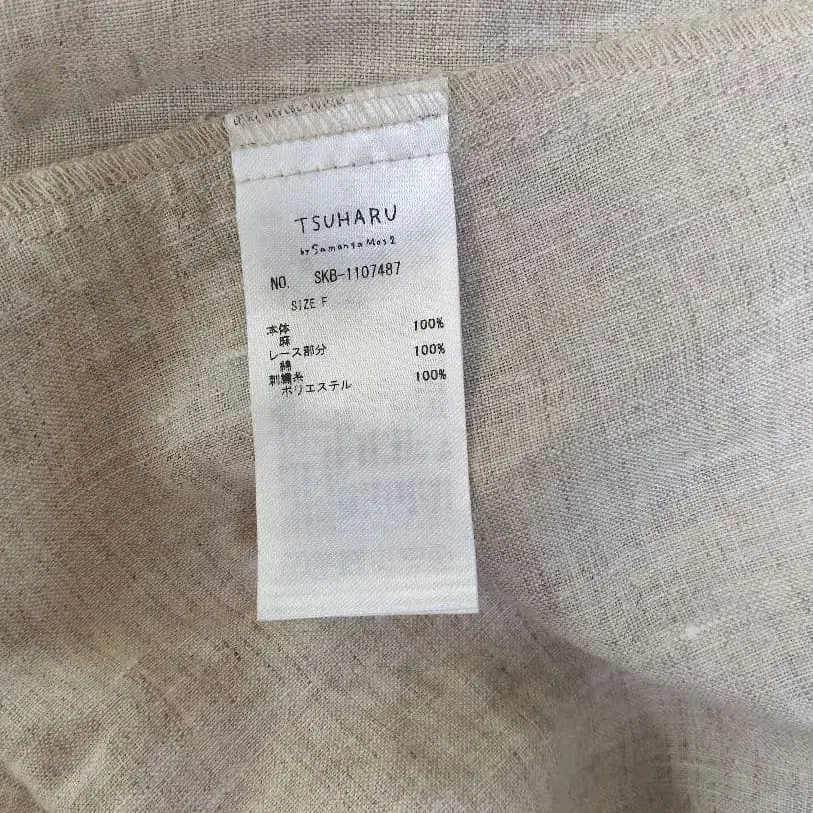 TSUHARU
by Samansa Mos2
NO. SKB-1107487
SIZE F
本体 100%
麻
レース部分 100%
綿
刺繍糸 100%
ポリエステル